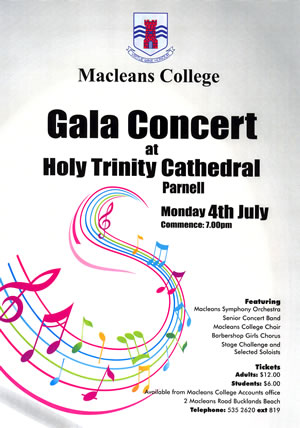 Macleans College
Gala Concert
at
Holy Trinity Cathedral
Parnell
Monday 4th July
Commence: 7.00pm
Featuring
Macleans Symphony Orchestra
Senior Concert Band
Macleans College Choir
Barbershop Girls Chorus
Stage Challenge and
Selected Soloists
Tickets
Adults: $12.00
Students: $6.00
Available from Macleans College Accounts office
2 Macleans Road Bucklands Beach
Telephone: 535 2620 ext 819